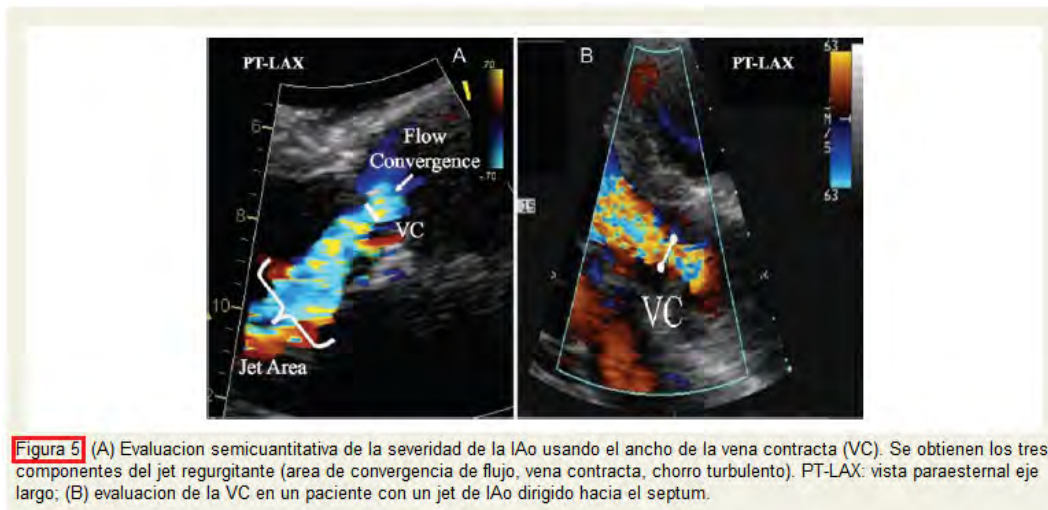 PT-LAX
A
.70
Flow
Convergence
6
-.70
8
VC
10
Jet Area
B
63
PT-LAX
63
VC
Figura 5 (A) Evaluacion semicuantitativa de la severidad de la IAo usando el ancho de la vena contracta (VC). Se obtienen los tres
componentes del jet regurgitante (area de convergencia de flujo, vena contracta, chorro turbulento). PT-LAX: vista paraesternal eje
largo; (B) evaluacion de la VC en un paciente con un jet de IAo dirigido hacia el septum.